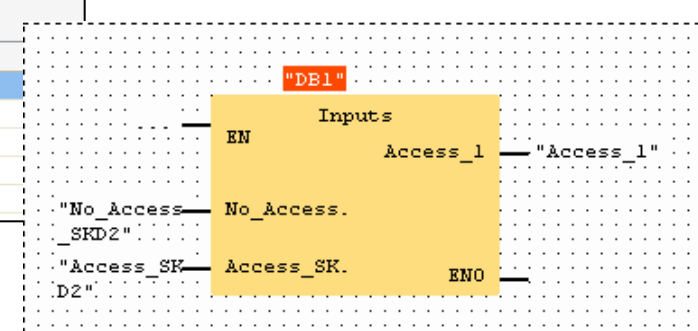 "DB1"
Inputs
...
EN
Access_1
"Access_1"
"No_Access
_SKD2"
No_Access.
"Access_SK
D2"
Access_SK.
ENO